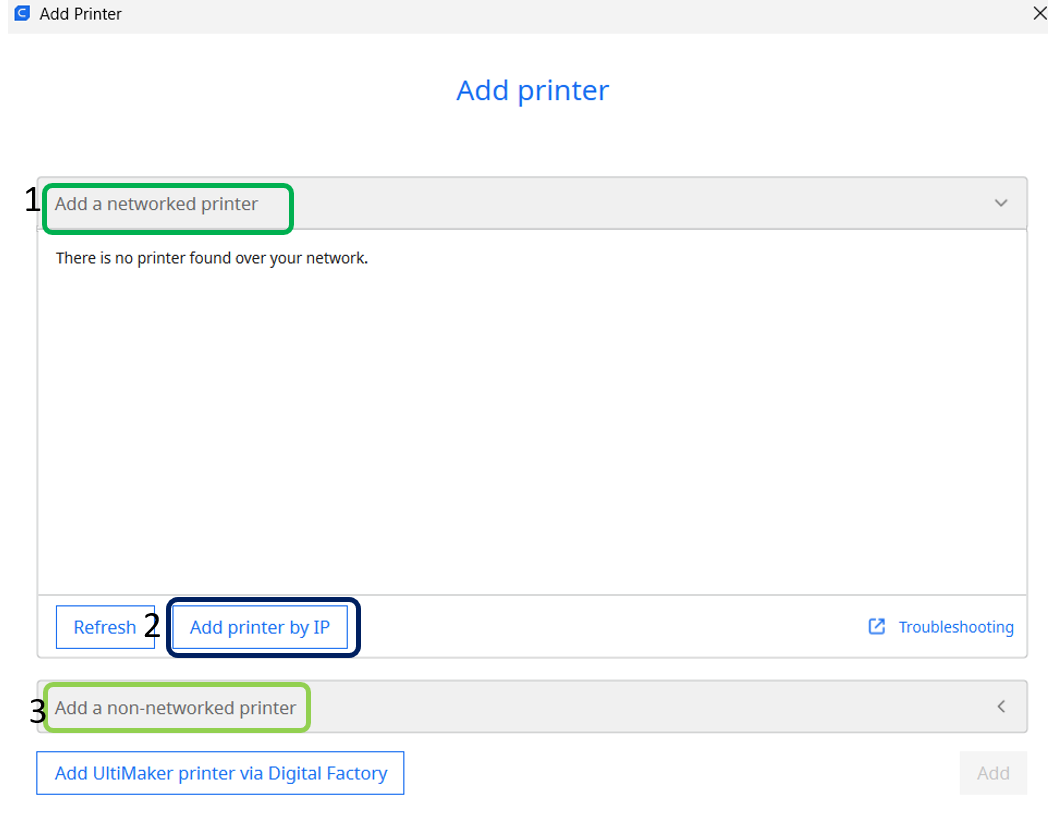 Add Printer
Add printer
1 Add a networked printer
There is no printer found over your network.
Refresh 2 Add printer by IP Troubleshooting
3 Add a non-networked printer
Add UltiMaker printer via Digital Factory Add